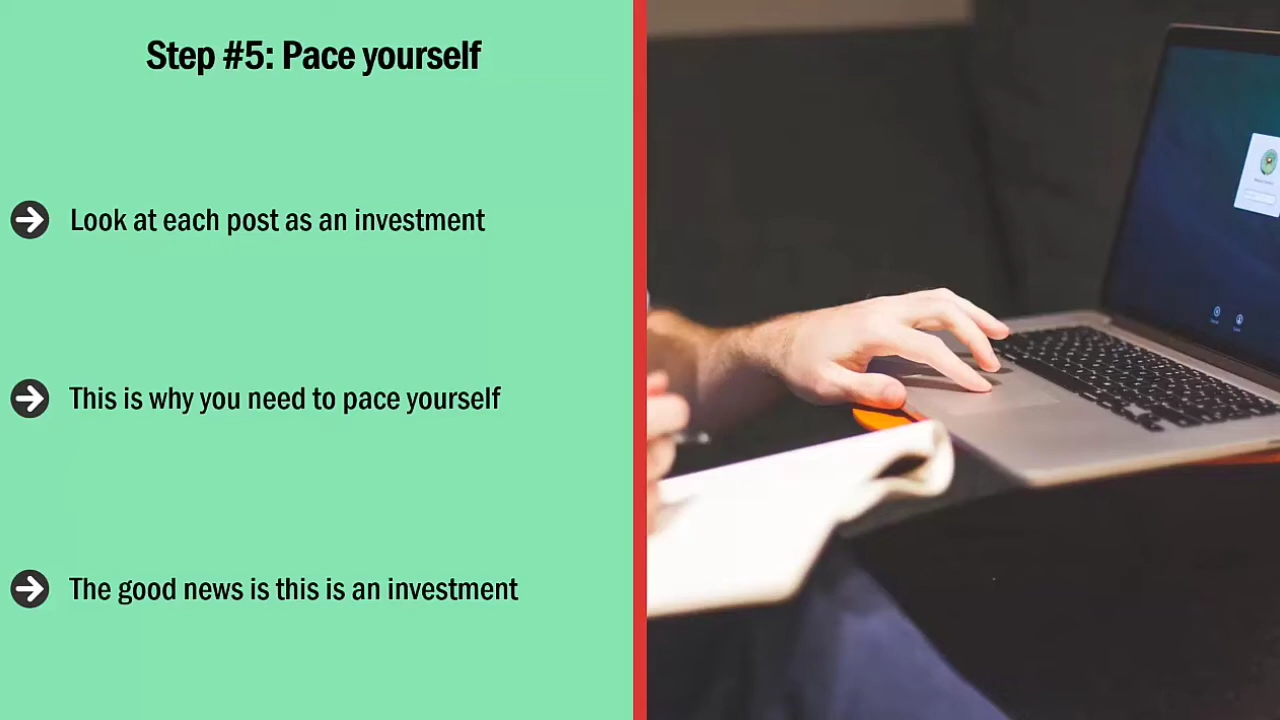 Step #5: Pace yourself
Look at each post as an investment
This is why you need to pace yourself
The good news is this is an investment